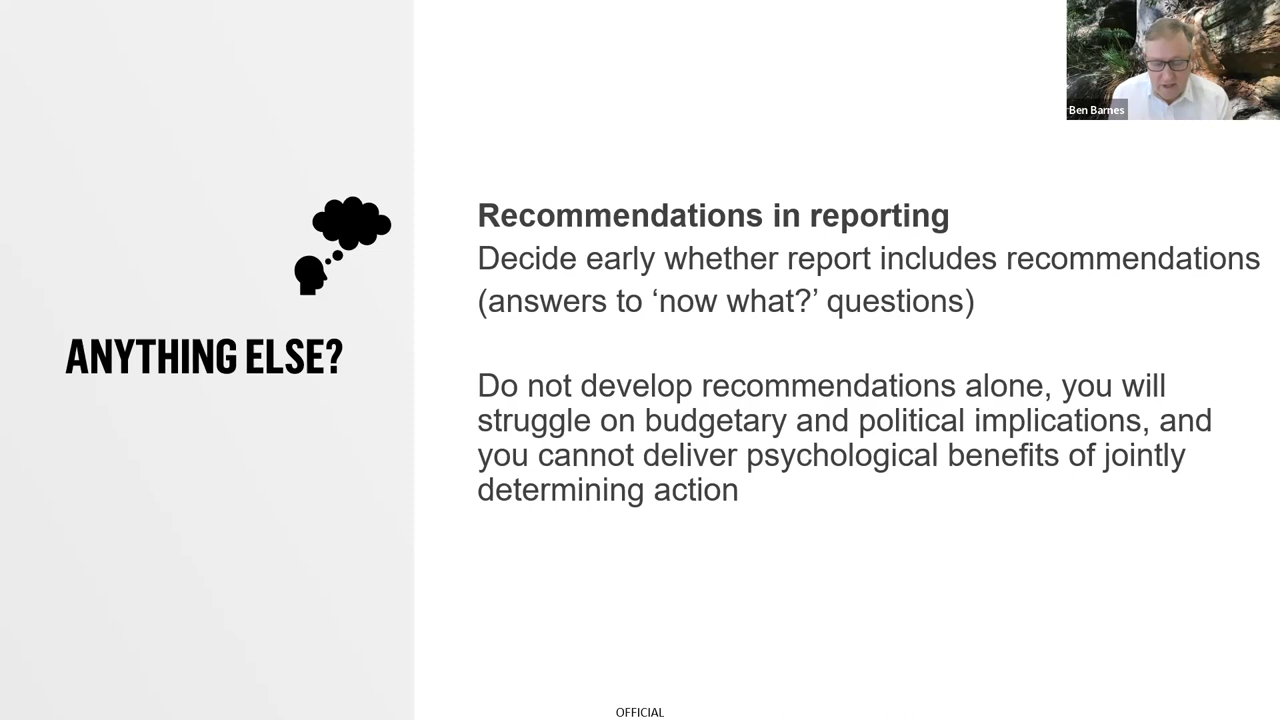 Ben Barnes
ANYTHING ELSE?
Recommendations in reporting
Decide early whether report includes recommendations
(answers to ‘now what?’ questions)
Do not develop recommendations alone, you will
struggle on budgetary and political implications, and
you cannot deliver psychological benefits of jointly
determining action
OFFICIAL